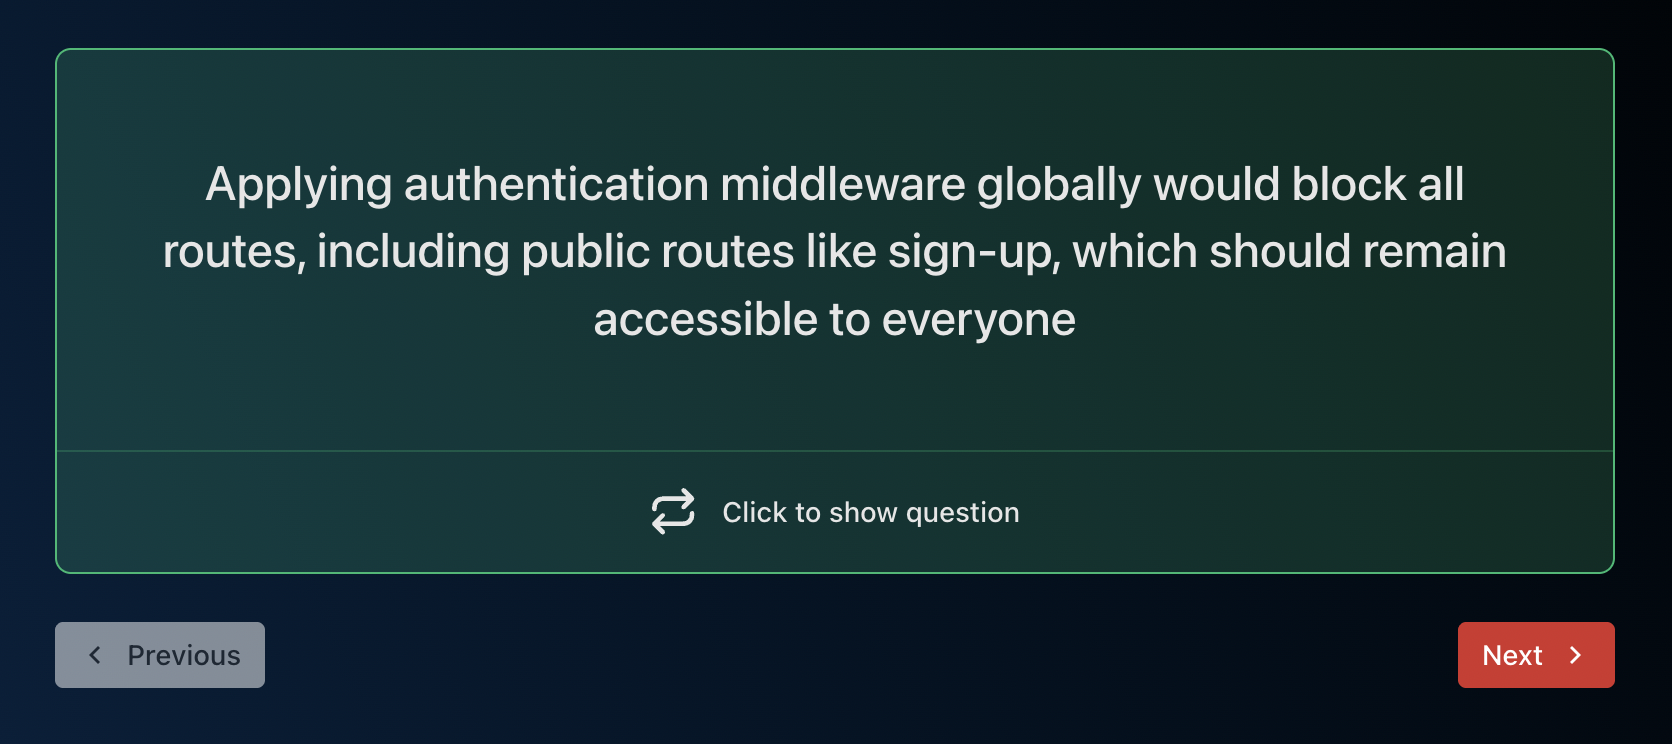 Applying authentication middleware globally would block all
routes, including public routes like sign-up, which should remain
accessible to everyone
Click to show question
Previous
Next